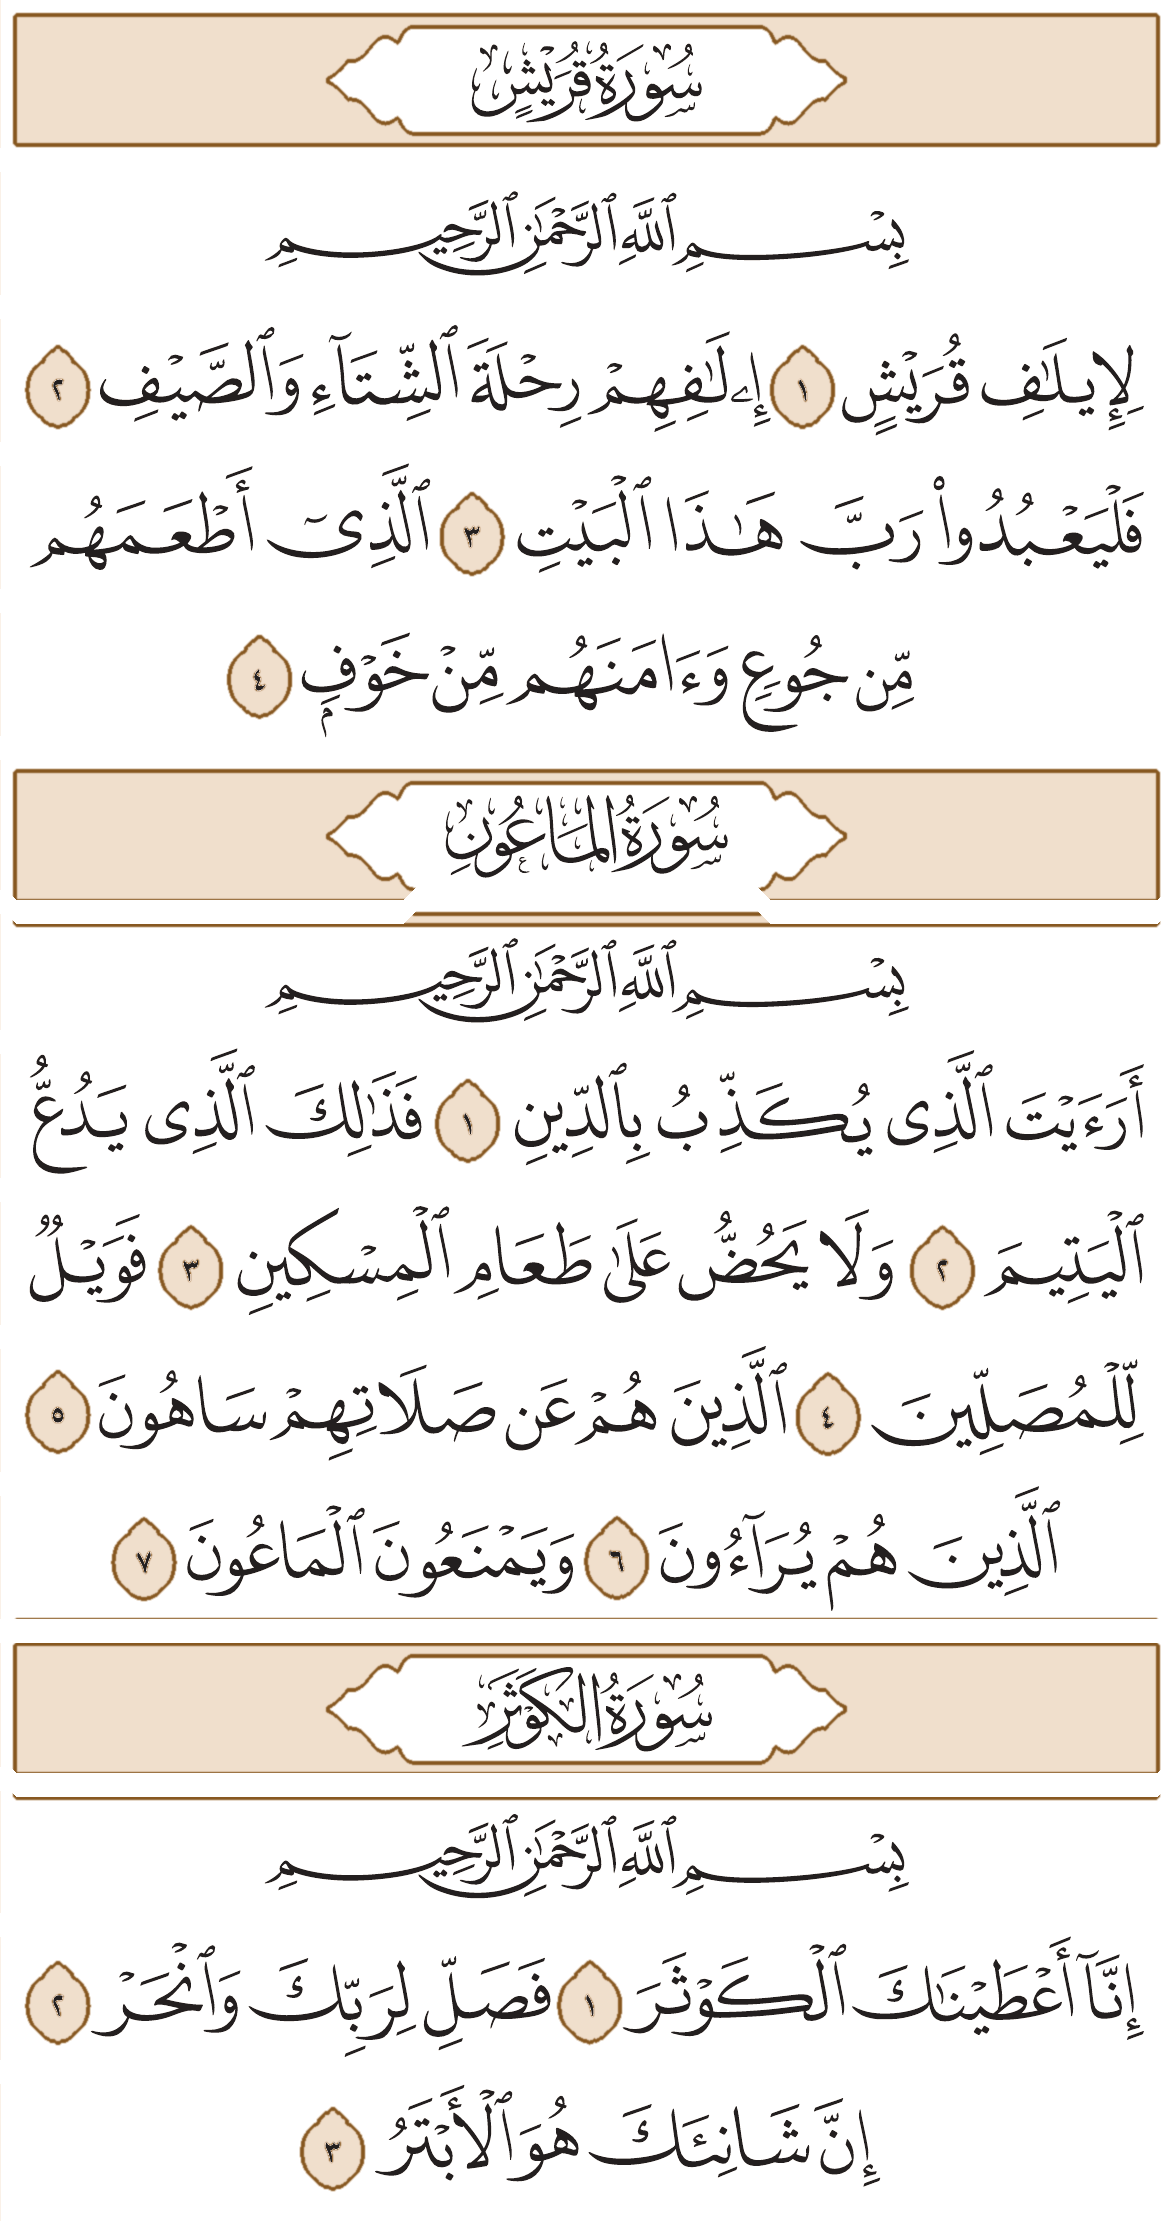 سُورَةُ قُرَيْشٍ
بِسْمِ ٱللَّهِ ٱلرَّحْمَٰنِ ٱلرَّحِيمِ
لِإِيلَٰفِ قُرَيْشٍ ١ إِۦلَٰفِهِمْ رِحْلَةَ ٱلشِّتَآءِ وَٱلصَّيْفِ ٢
فَلْيَعْبُدُوا۟ رَبَّ هَٰذَا ٱلْبَيْتِ ٣ ٱلَّذِىٓ أَطْعَمَهُم
مِّن جُوعٍ وَءَامَنَهُم مِّنْ خَوْفٍۭ ٤
سُورَةُ المَاعُونِ
بِسْمِ ٱللَّهِ ٱلرَّحْمَٰنِ ٱلرَّحِيمِ
أَرَءَيْتَ ٱلَّذِى يُكَذِّبُ بِٱلدِّينِ ١ فَذَٰلِكَ ٱلَّذِى يَدُعُّ
ٱلْيَتِيمَ ٢ وَلَا يَحُضُّ عَلَىٰ طَعَامِ ٱلْمِسْكِينِ ٣ فَوَيْلٌ
لِّلْمُصَلِّينَ ٤ ٱلَّذِينَ هُمْ عَن صَلَاتِهِمْ سَاهُونَ ٥
ٱلَّذِينَ هُمْ يُرَآءُونَ ٦ وَيَمْنَعُونَ ٱلْمَاعُونَ ٧
سُورَةُ الكَوْثَرِ
بِسْمِ ٱللَّهِ ٱلرَّحْمَٰنِ ٱلرَّحِيمِ
إِنَّآ أَعْطَيْنَٰكَ ٱلْكَوْثَرَ ١ فَصَلِّ لِرَبِّكَ وَٱنْحَرْ ٢
إِنَّ شَانِئَكَ هُوَ ٱلْأَبْتَرُ ٣